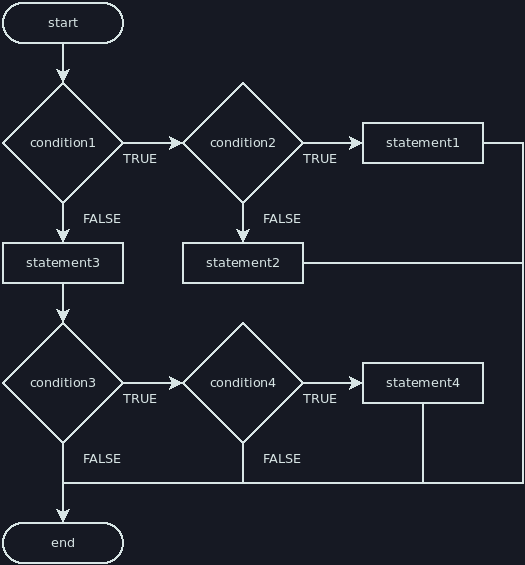 start
condition1
TRUE
condition2
TRUE
statement1
FALSE
FALSE
statement3
statement2
condition3
TRUE
condition4
TRUE
statement4
FALSE
FALSE
end